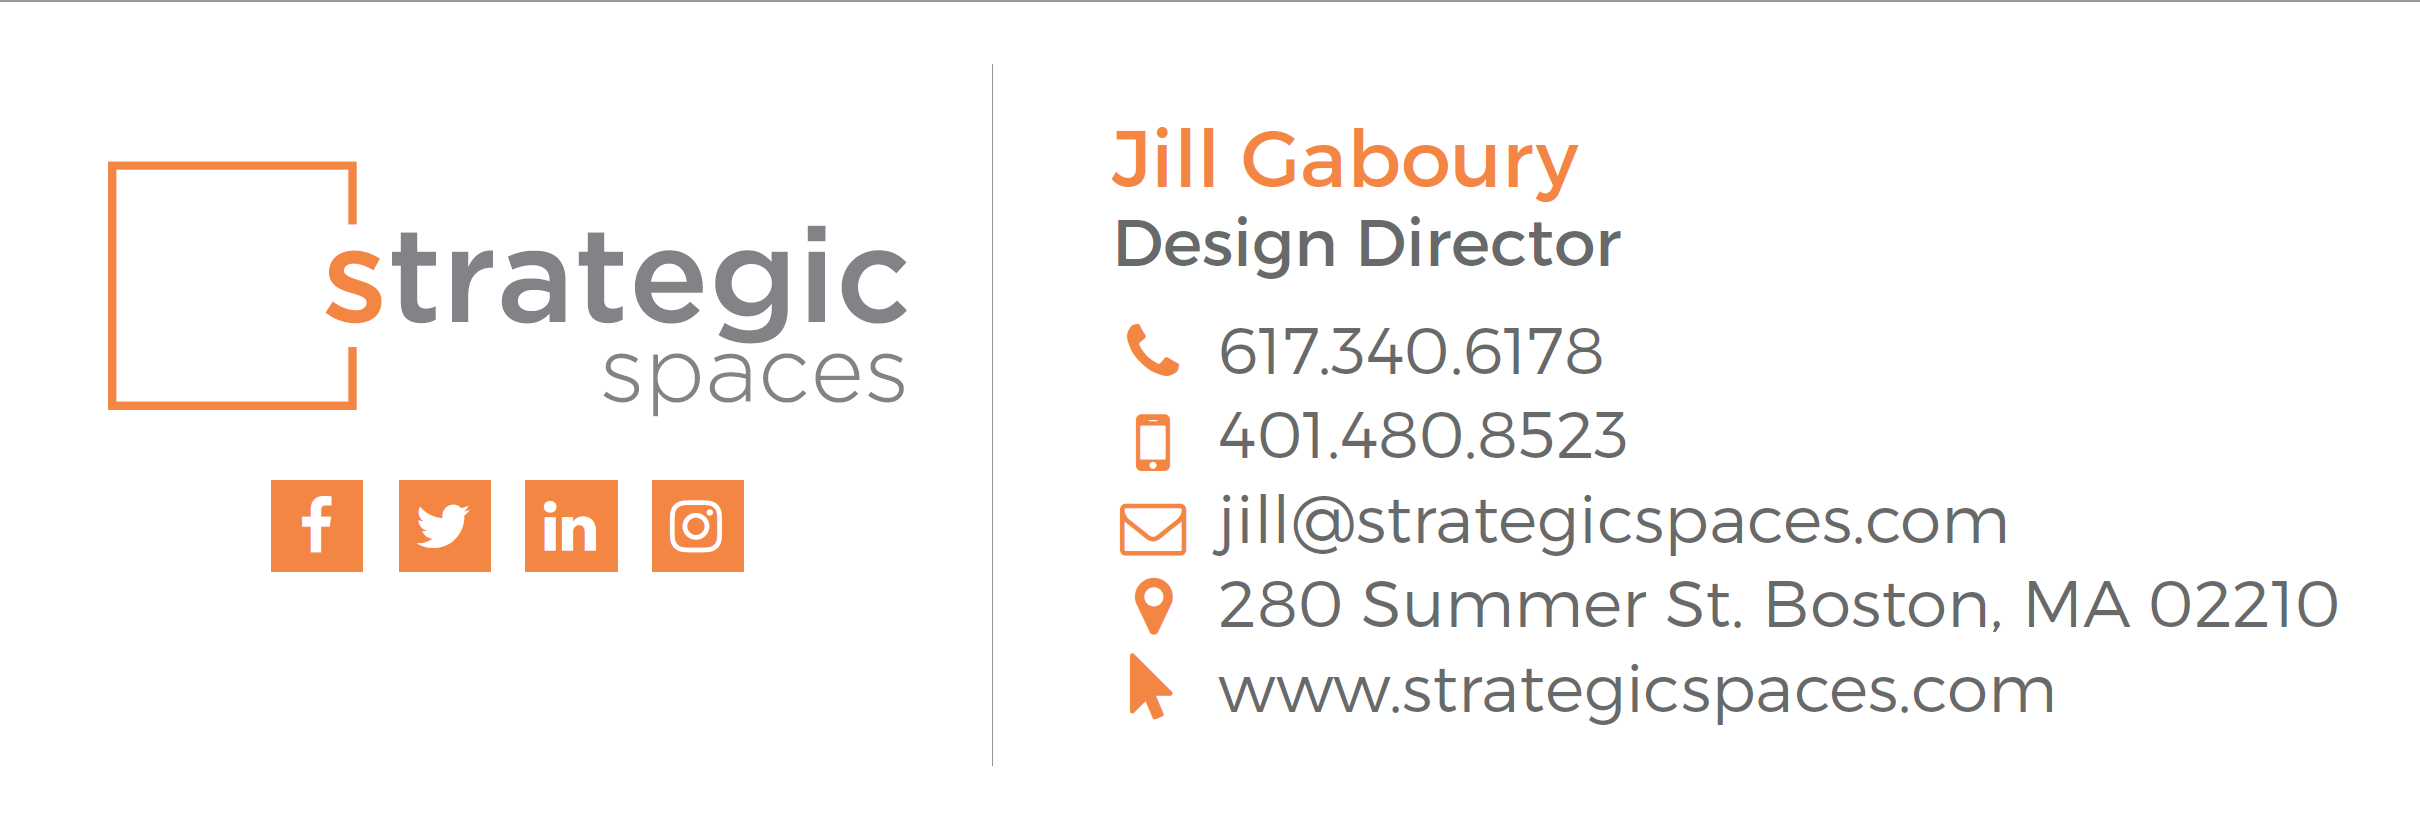 strategic
spaces
Jill Gaboury
Design Director
617.340.6178
401.480.8523
jill@strategicspaces.com
280 Summer St. Boston, MA 02210
www.strategicspaces.com